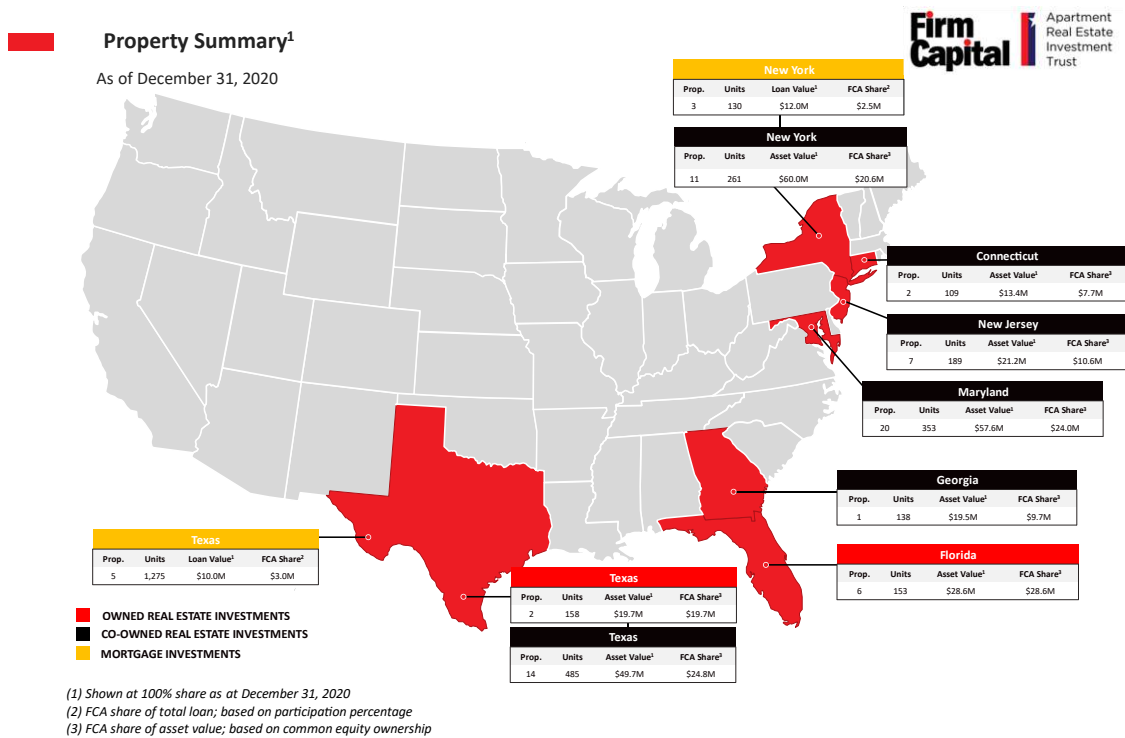 Property Summary¹
As of December 31, 2020
Firm Capital
Apartment
Real Estate
Investment
Trust
New York
Prop. Units Loan Value¹ FCA Share²
3 130 $12.0M $2.5M
New York
Prop. Units Asset Value¹ FCA Share³
11 261 $60.0M $20.6M
Connecticut
Prop. Units Asset Value¹ FCA Share³
2 109 $13.4M $7.7M
New Jersey
Prop. Units Asset Value¹ FCA Share³
7 189 $21.2M $10.6M
Maryland
Prop. Units Asset Value¹ FCA Share³
20 353 $57.6M $24.0M
Georgia
Prop. Units Asset Value¹ FCA Share³
1 138 $19.5M $9.7M
Florida
Prop. Units Asset Value¹ FCA Share³
6 153 $28.6M $28.6M
Texas
Prop. Units Loan Value¹ FCA Share²
5 1,275 $10.0M $3.0M
Texas
Prop. Units Asset Value¹ FCA Share³
2 158 $19.7M $19.7M
Texas
Prop. Units Asset Value¹ FCA Share³
14 485 $49.7M $24.8M
OWNED REAL ESTATE INVESTMENTS
CO-OWNED REAL ESTATE INVESTMENTS
MORTGAGE INVESTMENTS
(1) Shown at 100% share as at December 31, 2020
(2) FCA share of total loan; based on participation percentage
(3) FCA share of asset value; based on common equity ownership